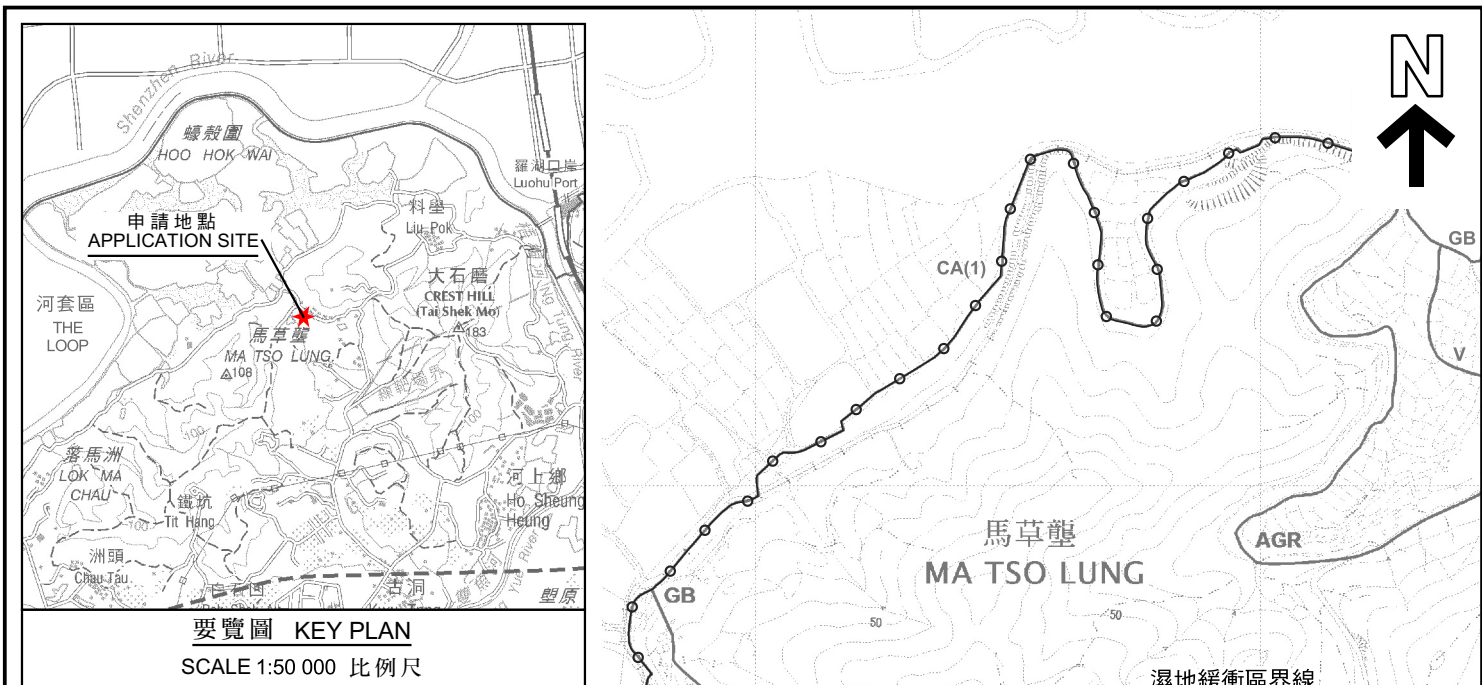 Shenzhen River
蠔殼圍
HOO HOK WAI
羅湖口岸
Luohu Port
申請地點
APPLICATION SITE
料壆
Liu Pok
大石磨
CREST HILL
(Tai Shek Mo)
183
河套區
THE
LOOP
馬草壟
MA TSO LUNG
108
100
100
100
落馬洲
LOK MA
CHAU
鐵坑
Tit Hang
河上鄉
Ho Sheung
Heung
洲頭
Chau Tau
古洞
塱原
要覽圖 KEY PLAN
SCALE 1:50 000 比例尺
N
CA(1)
GB
V
AGR
馬草壟
MA TSO LUNG
GB
50
50
濕地緩衝區界線